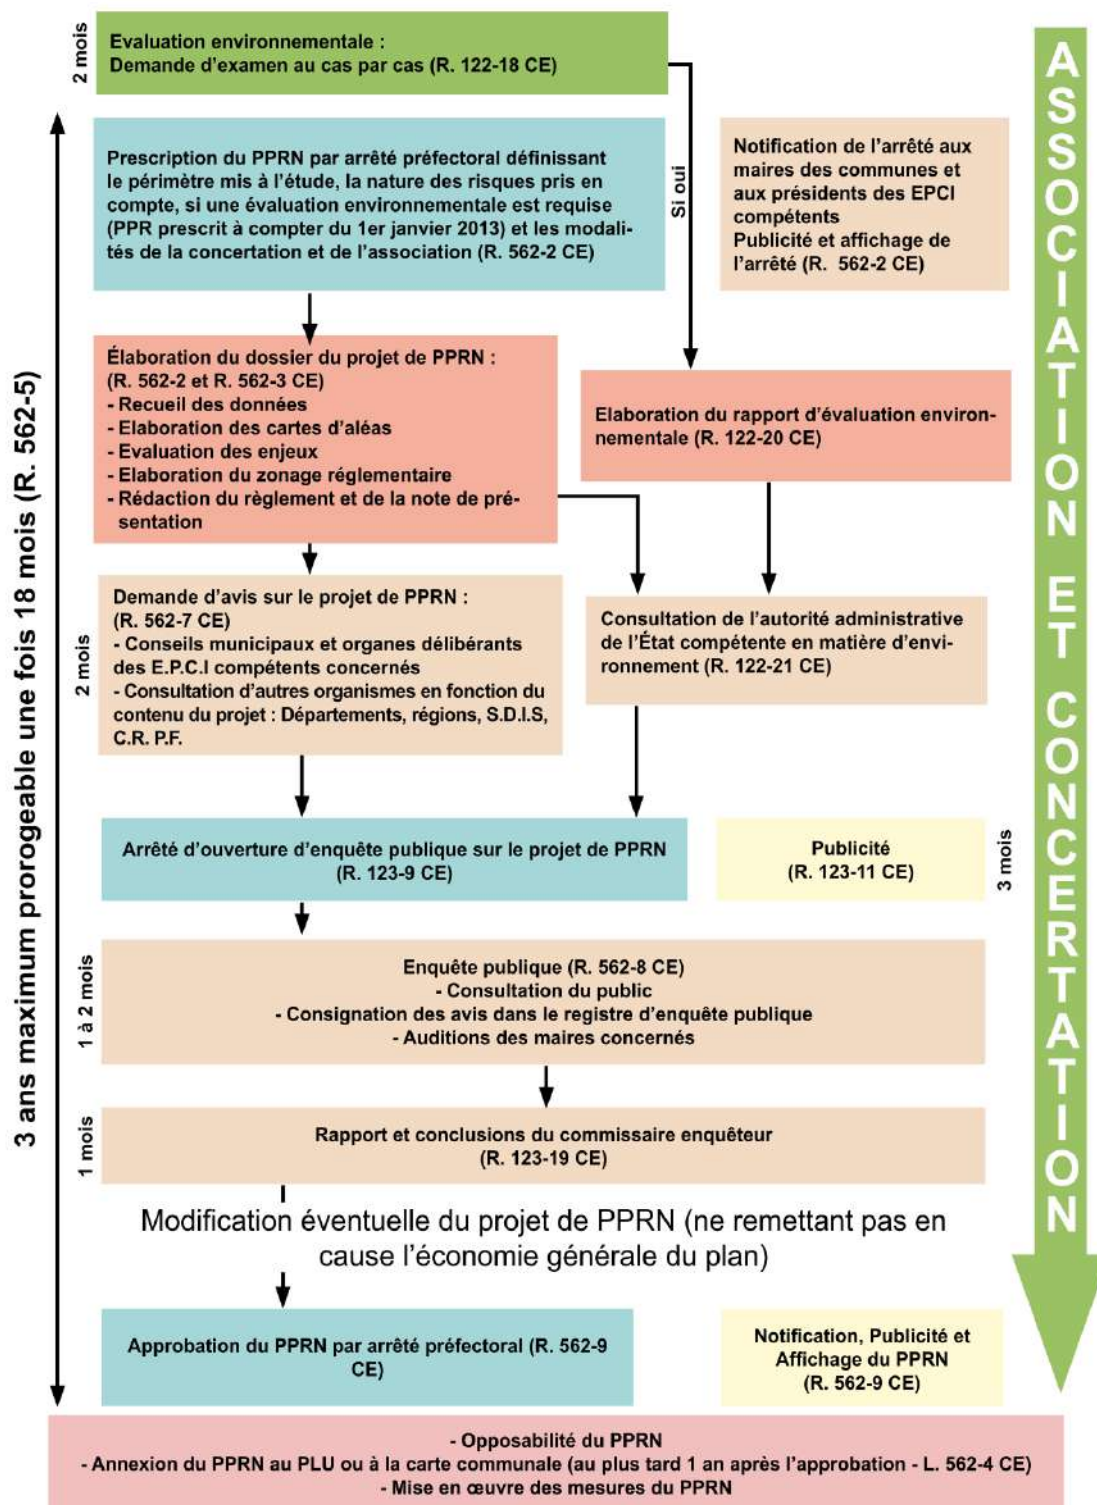 2 mois
Evaluation environnementale :
Demande d'examen au cas par cas (R. 122-18 CE)
3 ans maximum prorogeable une fois 18 mois (R. 562-5)
Prescription du PPRN par arrêté préfectoral définissant
le périmètre mis à l'étude, la nature des risques pris en
compte, si une évaluation environnementale est requise
(PPR prescrit à compter du 1er janvier 2013) et les modali-
tés de la concertation et de l'association (R. 562-2 CE)
Si oui
Notification de l'arrêté aux
maires des communes et
aux présidents des EPCI
compétents
Publicité et affichage de
l'arrêté (R. 562-2 CE)
ASSOCIATION ET CONCERTATION
Élaboration du dossier du projet de PPRN :
(R. 562-2 et R. 562-3 CE)
- Recueil des données
- Elaboration des cartes d'aléas
- Evaluation des enjeux
- Elaboration du zonage réglementaire
- Rédaction du règlement et de la note de pré-
sentation
Elaboration du rapport d'évaluation environ-
nementale (R. 122-20 CE)
2 mois
Demande d'avis sur le projet de PPRN :
(R. 562-7 CE)
- Conseils municipaux et organes délibérants
des E.P.C.I compétents concernés
- Consultation d'autres organismes en fonction du
contenu du projet : Départements, régions, S.D.I.S,
C.R. P.F.
Consultation de l'autorité administrative
de l'État compétente en matière d'envi-
ronnement (R. 122-21 CE)
Arrêté d'ouverture d'enquête publique sur le projet de PPRN
(R. 123-9 CE)
Publicité
(R. 123-11 CE)
3 mois
1 à 2 mois
Enquête publique (R. 562-8 CE)
- Consultation du public
- Consignation des avis dans le registre d'enquête publique
- Auditions des maires concernés
1 mois
Rapport et conclusions du commissaire enquêteur
(R. 123-19 CE)
Modification éventuelle du projet de PPRN (ne remettant pas en
cause l'économie générale du plan)
Approbation du PPRN par arrêté préfectoral (R. 562-9
CE)
Notification, Publicité et
Affichage du PPRN
(R. 562-9 CE)
- Opposabilité du PPRN
- Annexion du PPRN au PLU ou à la carte communale (au plus tard 1 an après l'approbation - L. 562-4 CE)
- Mise en œuvre des mesures du PPRN